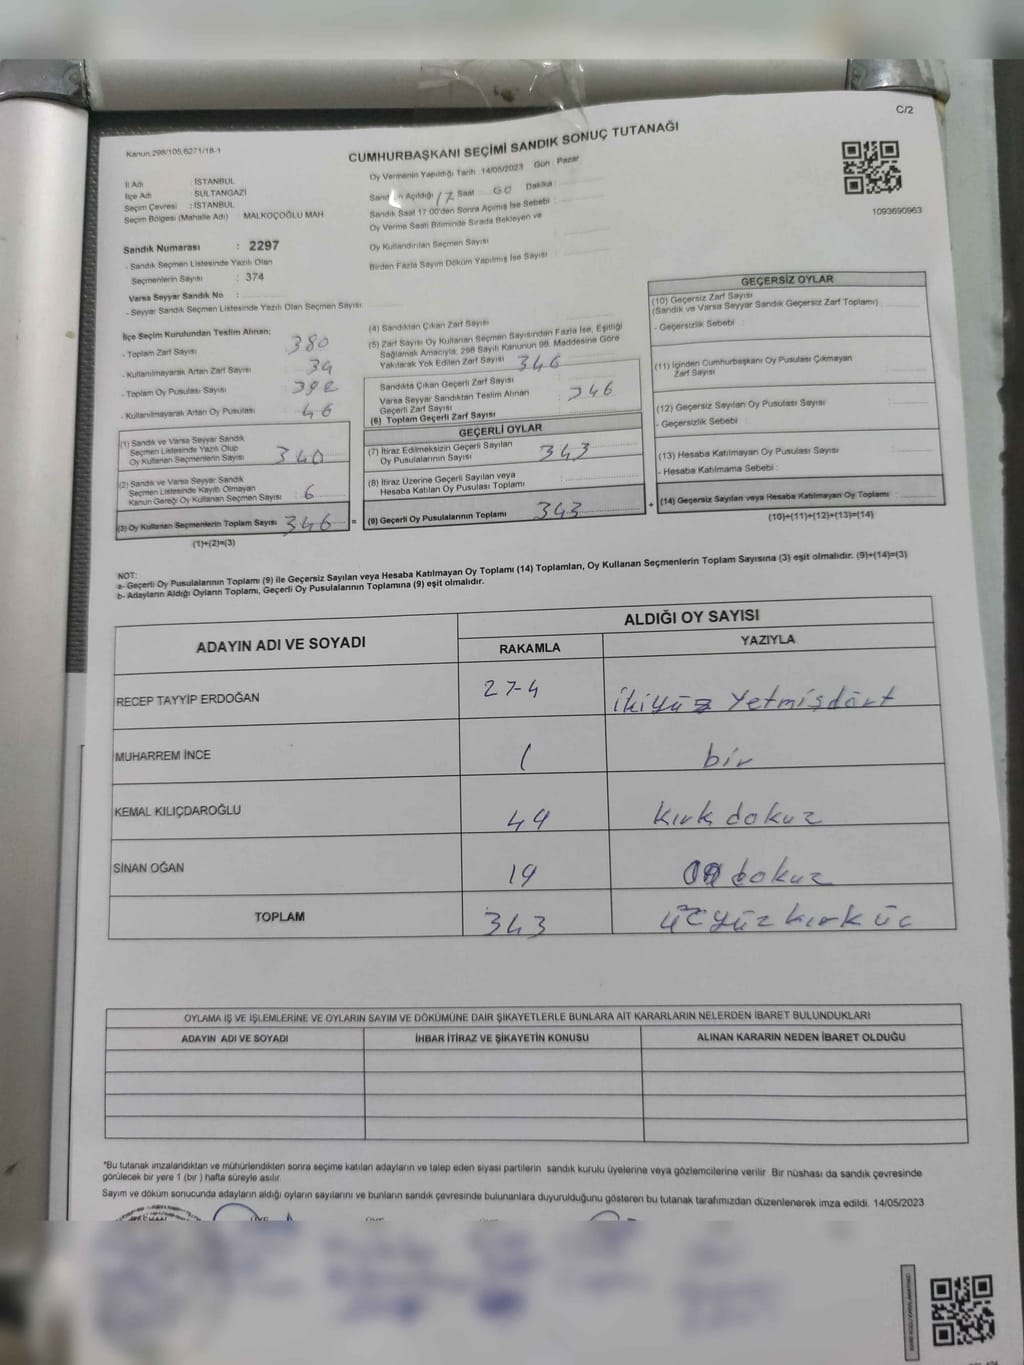 C/2
Kanun.298/105,6271/18-1
CUMHURBAŞKANI SEÇİMİ SANDIK SONUÇ TUTANAĞI
Oy Vermenin Yapıldığı Tarih :14/05/2023 Gün : Pazar
1093690963
İl Adı : İSTANBUL
İlçe Adı : SULTANGAZİ
Seçim Çevresi : İSTANBUL
Seçim Bölgesi (Mahalle Adı) MALKOÇOĞLU MAH
Açıldığı 17 Saat Dakika
Sandık Saat 17:00'den Sonra Açımış İse Sebebi :
Oy Verme Saati Bitiminde Sırada Bekleyen ve
Oy Kullandırılan Seçmen Sayısı
Birden Fazla Sayım Döküm Yapılmış İse Sayısı :
Sandık Numarası : 2297
- Sandık Seçmen Listesinde Yazılı Olan
Seçmenlerin Sayısı : 374
Varsa Seyyar Sandık No :
- Seyyar Sandık Seçmen Listesinde Yazılı Olan Seçmen Sayısı
İlçe Seçim Kurulundan Teslim Alınan;
- Toplam Zarf Sayısı 380
- Kullanılmayarak Artan Zarf Sayısı 34
- Toplam Oy Pusulası Sayısı
- Kullanılmayarak Artan Oy Pusulası 46
(1) Sandık ve Varsa Seyyar Sandık
Seçmen Listesinde Yazılı Olup
Oy Kullanan Seçmenlerin Sayısı 340
(2) Sandık ve Varsa Seyyar Sandık
Seçmen Listesinde Kayıtlı Olmayan
Kanun Gereği Oy Kullanan Seçmen Sayısı : 6
(3) Oy Kullanan Seçmenlerin Toplam Sayısı 346 =
(1)+(2)=(3)
(4) Sandıktan Çıkan Zarf Sayısı
(5) Zarf Sayısı Oy Kullanan Seçmen Sayısından Fazla İse, Eşitliği
Sağlamak Amacıyla; 298 Sayılı Kanunun 98. Maddesine Göre
Yakılarak Yok Edilen Zarf Sayısı 346
Sandıkta Çıkan Geçerli Zarf Sayısı
Varsa Seyyar Sandıktan Teslim Alınan
Geçerli Zarf Sayısı : 346
(6) Toplam Geçerli Zarf Sayısı
GEÇERLİ OYLAR
(7) İtiraz Edilmeksizin Geçerli Sayılan
Oy Pusulalarının Sayısı 343
(8) İtiraz Üzerine Geçerli Sayılan veya
Hesaba Katılan Oy Pusulası Toplamı :
(9) Geçerli Oy Pusulalarının Toplamı 343 +
GEÇERSİZ OYLAR
(10) Geçersiz Zarf Sayısı
(Sandık ve Varsa Seyyar Sandık Geçersiz Zarf Toplamı)
- Geçersizlik Sebebi :
(11) İçinden Cumhurbaşkanı Oy Pusulası Çıkmayan
Zarf Sayısı
(12) Geçersiz Sayılan Oy Pusulası Sayısı :
- Geçersizlik Sebebi :
(13) Hesaba Katılmayan Oy Pusulası Sayısı
- Hesaba Katılmama Sebebi :
(14) Geçersiz Sayılan veya Hesaba Katılmayan Oy Toplamı
(10)+(11)+(12)+(13)=(14)
NOT:
a- Geçerli Oy Pusulalarının Toplamı (9) ile Geçersiz Sayılan veya Hesaba Katılmayan Oy Toplamı (14) Toplamları, Oy Kullanan Seçmenlerin Toplam Sayısına (3) eşit olmalıdır. (9)+(14)=(3)
b- Adayların Aldığı Oyların Toplamı, Geçerli Oy Pusulalarının Toplamına (9) eşit olmalıdır.
ADAYIN ADI VE SOYADI ALDIĞI OY SAYISI
RAKAMLA YAZIYLA
RECEP TAYYİP ERDOĞAN 274 ikiyüz yetmişdört
MUHARREM İNCE 1 bir
KEMAL KILIÇDAROĞLU 49 kırk dokuz
SİNAN OĞAN 19 on dokuz
TOPLAM 343 üçyüz kırk üc
OYLAMA İŞ VE İŞLEMLERİNE VE OYLARIN SAYIM VE DÖKÜMÜNE DAİR ŞİKAYETLERLE BUNLARA AİT KARARLARIN NELERDEN İBARET BULUNDUKLARI
ADAYIN ADI VE SOYADI İHBAR İTİRAZ VE ŞİKAYETİN KONUSU ALINAN KARARIN NEDEN İBARET OLDUĞU
*Bu tutanak imzalandıktan ve mühürlendikten sonra seçime katılan adayların ve talep eden siyasi partilerin sandık kurulu üyelerine veya gözlemcilerine verilir. Bir nüshası da sandık çevresinde
görülecek bir yere 1 (bir) hafta süreyle asılır.
Sayım ve döküm sonucunda adayların aldığı oyların sayılarını ve bunların sandık çevresinde bulunanlara duyurulduğunu gösteren bu tutanak tarafımızdan düzenlenerek imza edildi. 14/05/2023